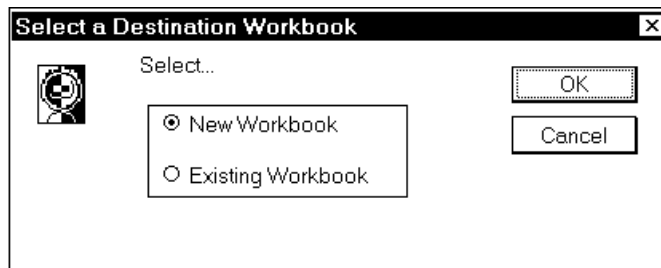 Select a Destination Workbook
Select...
OK
New Workbook
Cancel
Existing Workbook